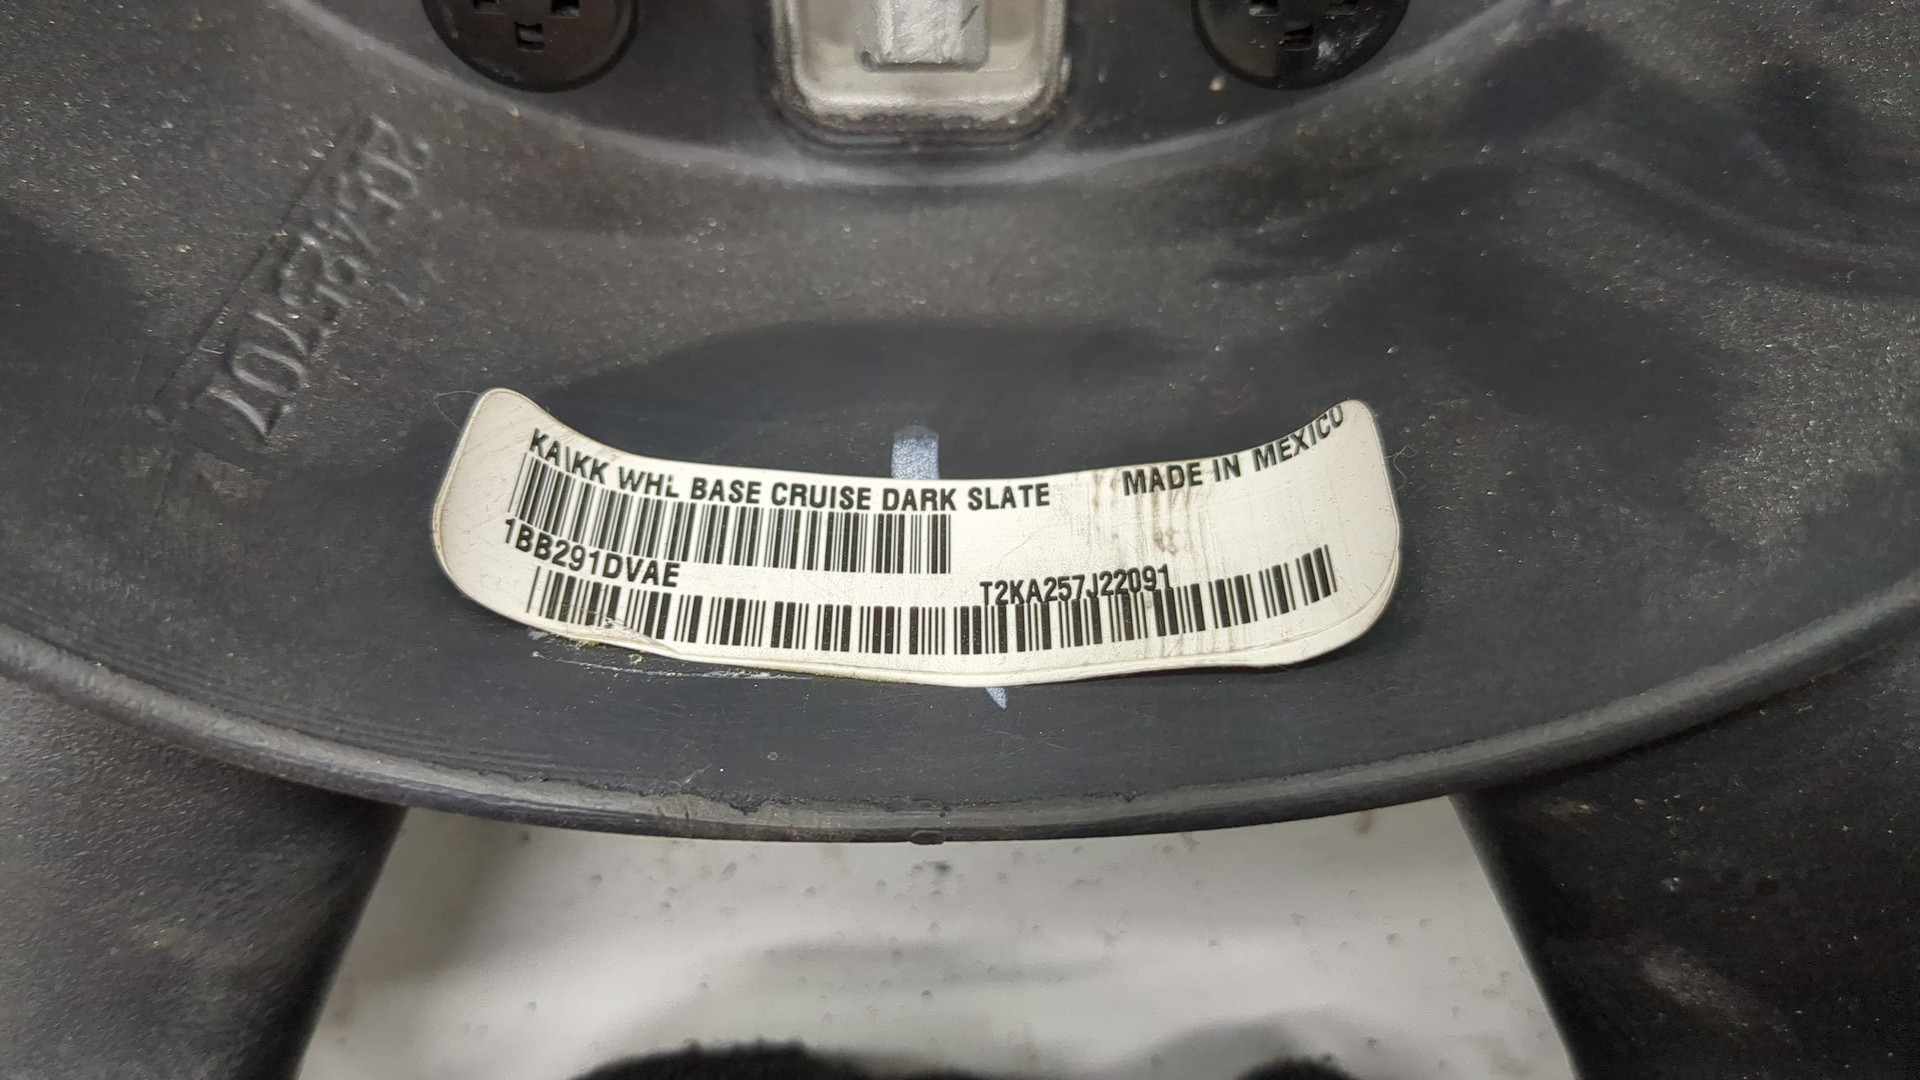 KA\KK WHL BASE CRUISE DARK SLATE MADE IN MEXICO
1BB291DVAE
T2KA257J22091